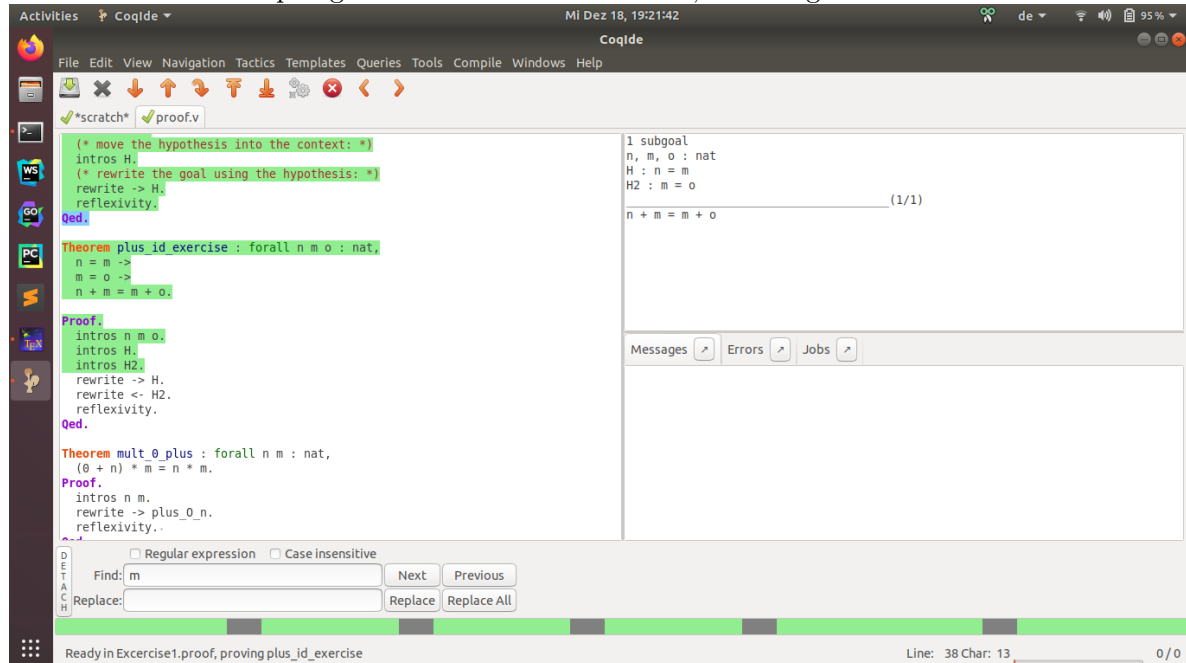 Activities CoqIde Mi Dez 18, 19:21:42 de 95 %
CoqIde
File Edit View Navigation Tactics Templates Queries Tools Compile Windows Help
*scratch* proof.v
(* move the hypothesis into the context: *)
intros H.
(* rewrite the goal using the hypothesis: *)
rewrite -> H.
reflexivity.
Qed.
Theorem plus_id_exercise : forall n m o : nat,
n = m ->
m = o ->
n + m = m + o.
Proof.
intros n m o.
intros H.
intros H2.
rewrite -> H.
rewrite <- H2.
reflexivity.
Qed.
Theorem mult_0_plus : forall n m : nat,
(0 + n) * m = n * m.
Proof.
intros n m.
rewrite -> plus_O_n.
reflexivity.
1 subgoal
n, m, o : nat
H : n = m
H2 : m = o
(1/1)
n + m = m + o
Messages Errors Jobs
DETACH
Regular expression Case insensitive
Find: m Next Previous
Replace: Replace Replace All
Ready in Excercise1.proof, proving plus_id_exercise Line: 38 Char: 13 0 / 0
WS
GO
PC
TEX